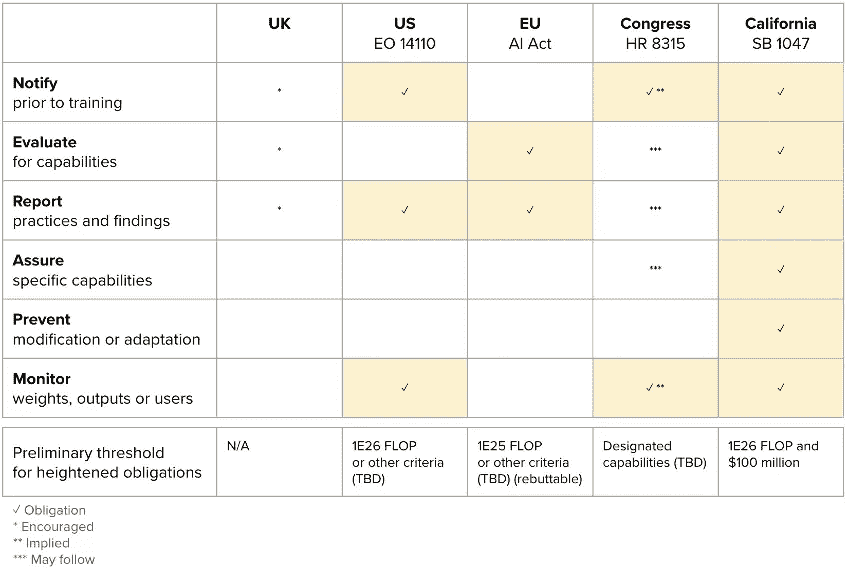 UK US EU Congress California
EO 14110 AI Act HR 8315 SB 1047
Notify
prior to training * ✓ ✓ ** ✓
Evaluate
for capabilities * ✓ *** ✓
Report
practices and findings * ✓ ✓ *** ✓
Assure
specific capabilities *** ✓
Prevent
modification or adaptation ✓
Monitor
weights, outputs or users ✓ ✓ ** ✓
Preliminary threshold
for heightened obligations
N/A
1E26 FLOP
or other criteria
(TBD)
1E25 FLOP
or other criteria
(TBD) (rebuttable)
Designated
capabilities (TBD)
1E26 FLOP and
$100 million
✓ Obligation
* Encouraged
** Implied
*** May follow